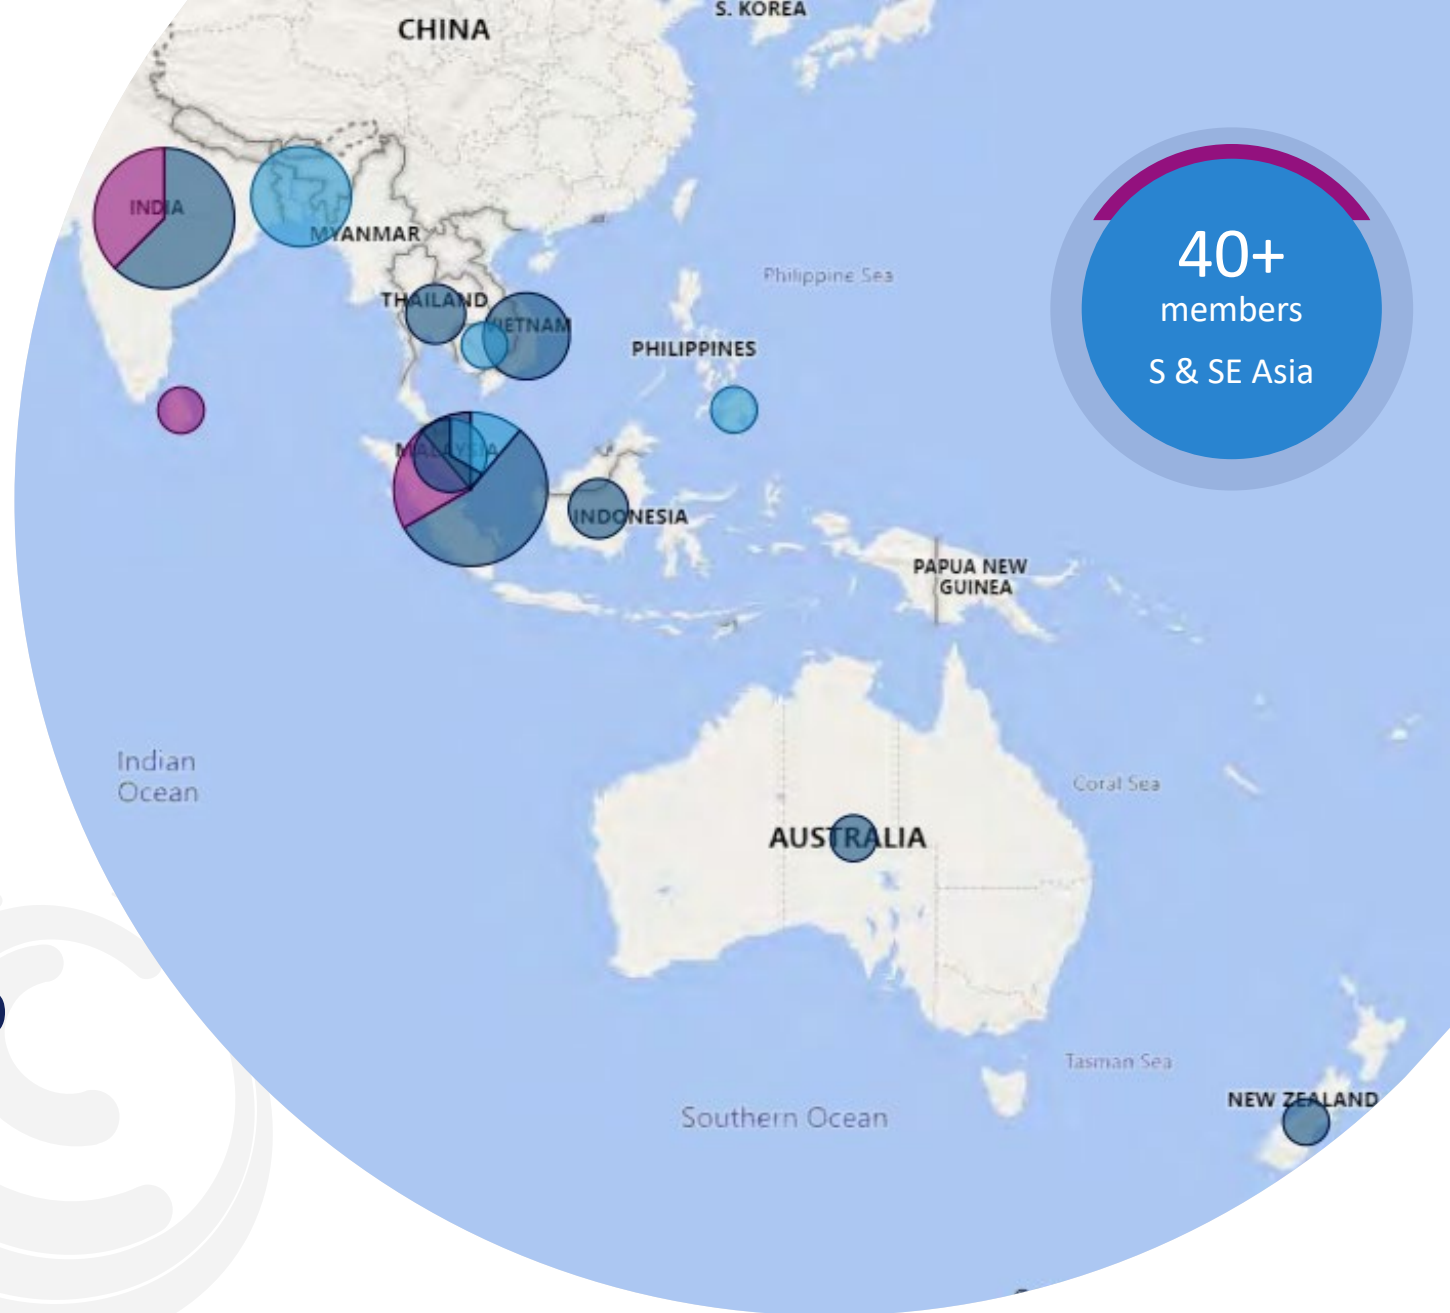 S. KOREA
CHINA
INDIA
MYANMAR
Philippine Sea
THAILAND
VIETNAM
PHILIPPINES
40+
members
S & SE Asia
MALAYSIA
INDONESIA
PAPUA NEW
GUINEA
Indian
Ocean
Coral Sea
AUSTRALIA
Tasman Sea
NEW ZEALAND
Southern Ocean